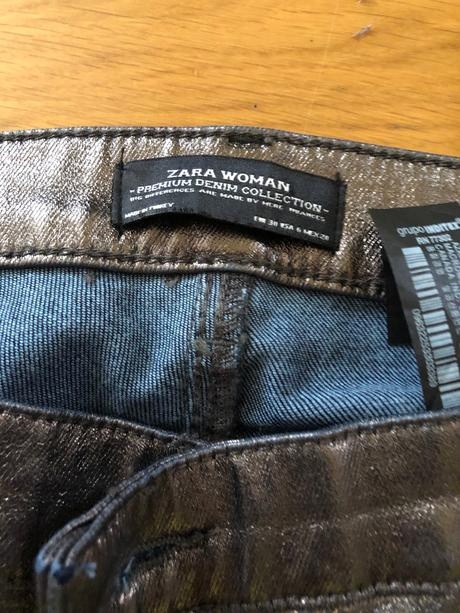 ZARA WOMAN
- PREMIUM DENIM COLLECTION -
BIG DIFFERENCES ARE MADE BY MERE NUANCES
MADE IN TURKEY
EUR 38 USA 6 MEX 28
grupo INDITEX